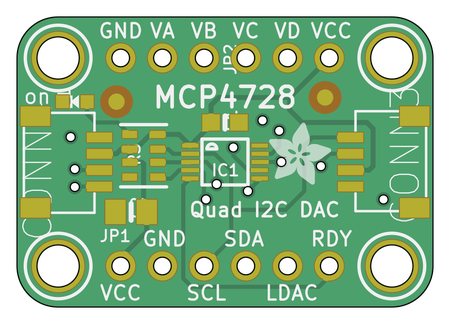 GND VA VB VC VD VCC
JP2
on
MCP4728
CONN
IC1
Quad I2C DAC
JP1 GND SDA RDY
VCC SCL LDAC